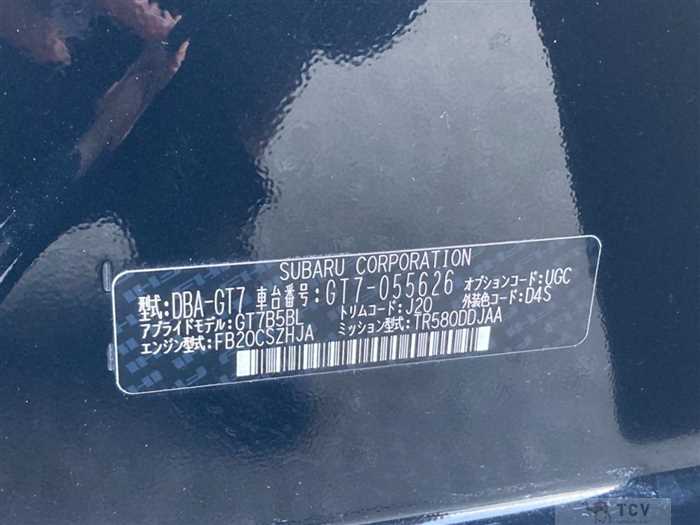 SUBARU CORPORATION
型式:DBA-GT7 車台番号:GT7-055626 オプションコード:UGC
アプライドモデル:GT7B5BL トリムコード:J20 外装色コード:D4S
エンジン型式:FB20CSZHJA ミッション型式:TR580DDJAA
TCV